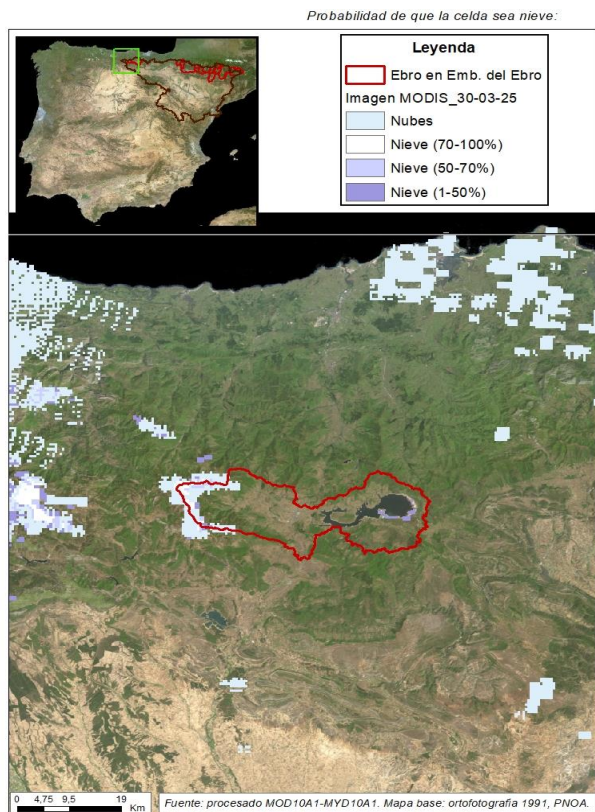 Probabilidad de que la celda sea nieve:
Leyenda
Ebro en Emb. del Ebro
Imagen MODIS_30-03-25
Nubes
Nieve (70-100%)
Nieve (50-70%)
Nieve (1-50%)
0 4,75 9,5 19
Km.
Fuente: procesado MOD10A1-MYD10A1. Mapa base: ortofotografia 1991, PNOA.